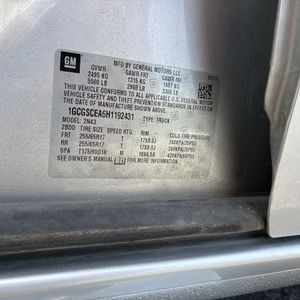 GM
MFD BY GENERAL MOTORS LLC
GVWR GAWR FRT GAWR RR
2495 KG 1315 KG 1497 KG
5500 LB 2900 LB 3300 LB
THIS VEHICLE CONFORMS TO ALL APPLICABLE U.S. FEDERAL MOTOR VEHICLE SAFETY AND THEFT PREVENTION STANDARDS IN EFFECT ON THE DATE OF MANUFACTURE SHOWN ABOVE.
1GCGSCEA6H1192431 TYPE: TRUCK
MODEL: 2N43
TIRE SIZE SPEED RTG RIM COLD TIRE PRESSURE
FRT 255/65R17 T 17X8.0J 240KPA(35PSI)
RR 255/65R17 T 17X8.0J 240KPA(35PSI)
SPA M 420KPA(60PSI)
SEE OWNER'S MANUAL FOR MORE INFORMATION.